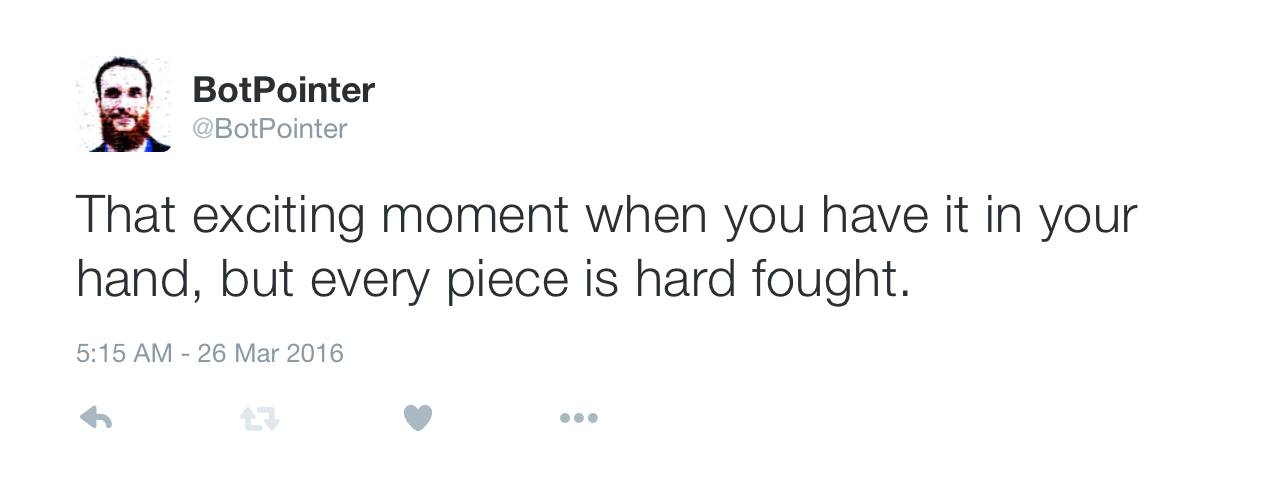 BotPointer
@BotPointer
That exciting moment when you have it in your
hand, but every piece is hard fought.
5:15 AM - 26 Mar 2016